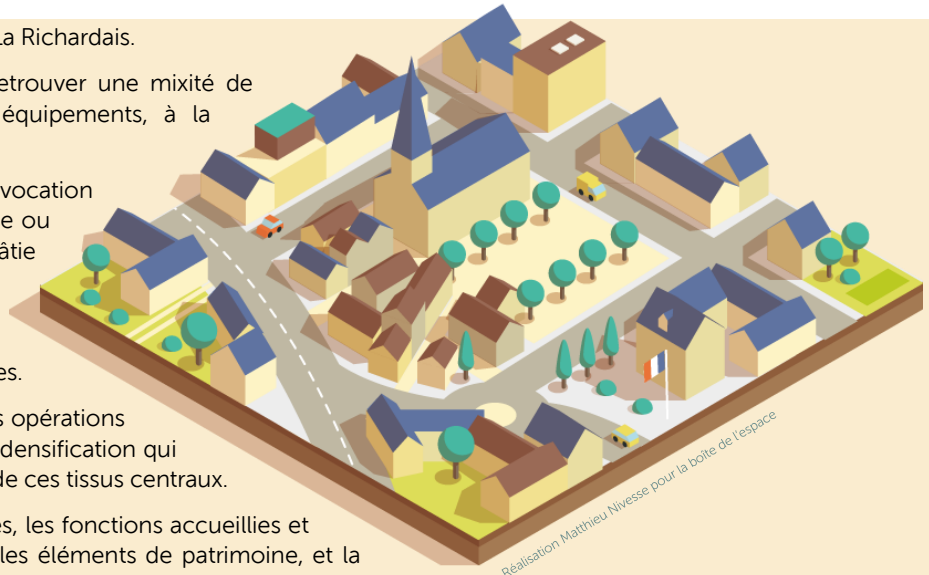 La Richardais.
etrouver une mixité de
équipements, à la
vocation
e ou
âtie
es.
s opérations
densification qui
de ces tissus centraux.
es, les fonctions accueillies et
les éléments de patrimoine, et la
Réalisation Matthieu Nivesse pour la boîte de l'espace